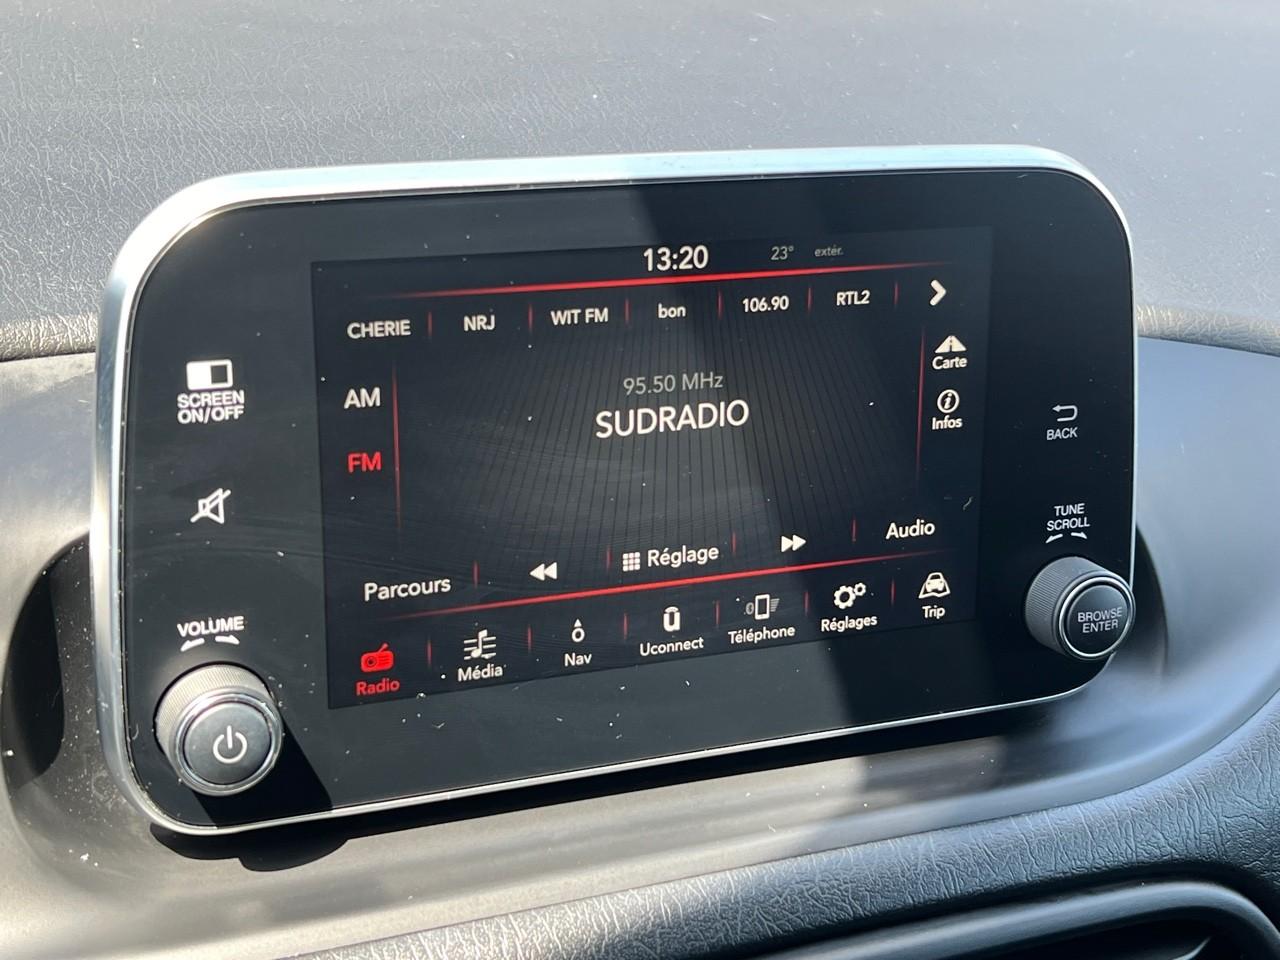 13:20 23° extér.
CHERIE NRJ WIT FM bon 106.90 RTL2
SCREEN
ON/OFF
AM
FM
95.50 MHz
SUDRADIO
Carte
Infos
BACK
TUNE
SCROLL
Parcours Réglage Audio
VOLUME
Radio Média Nav Uconnect Téléphone Réglages Trip
BROWSE
ENTER